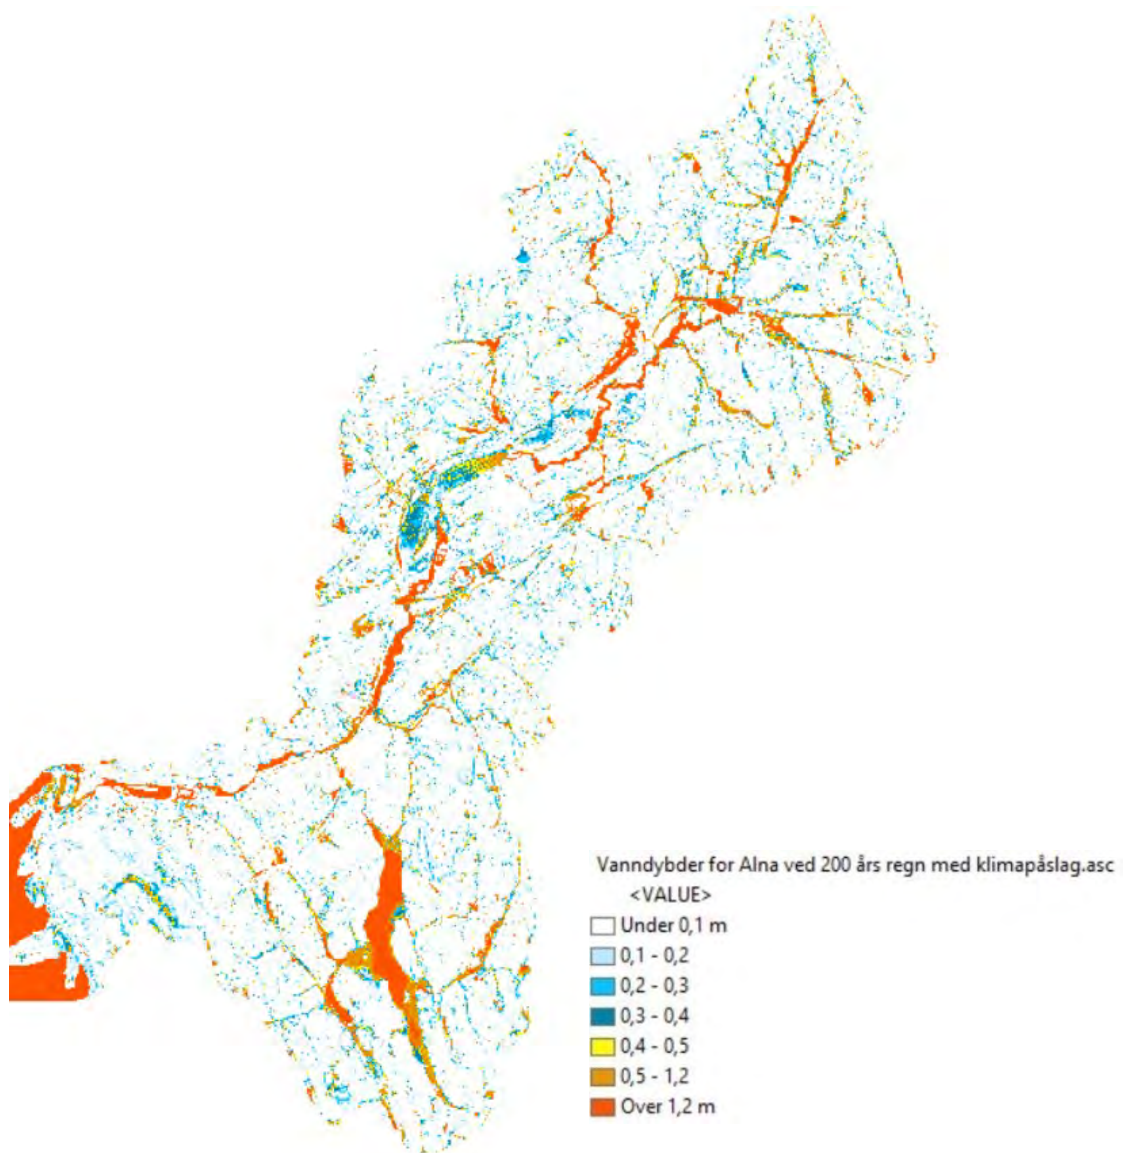 Vanndybder for Alna ved 200 års regn med klimapåslag.asc
<VALUE>
Under 0,1 m
0,1 - 0,2
0,2 - 0,3
0,3 - 0,4
0,4 - 0,5
0,5 - 1,2
Over 1,2 m